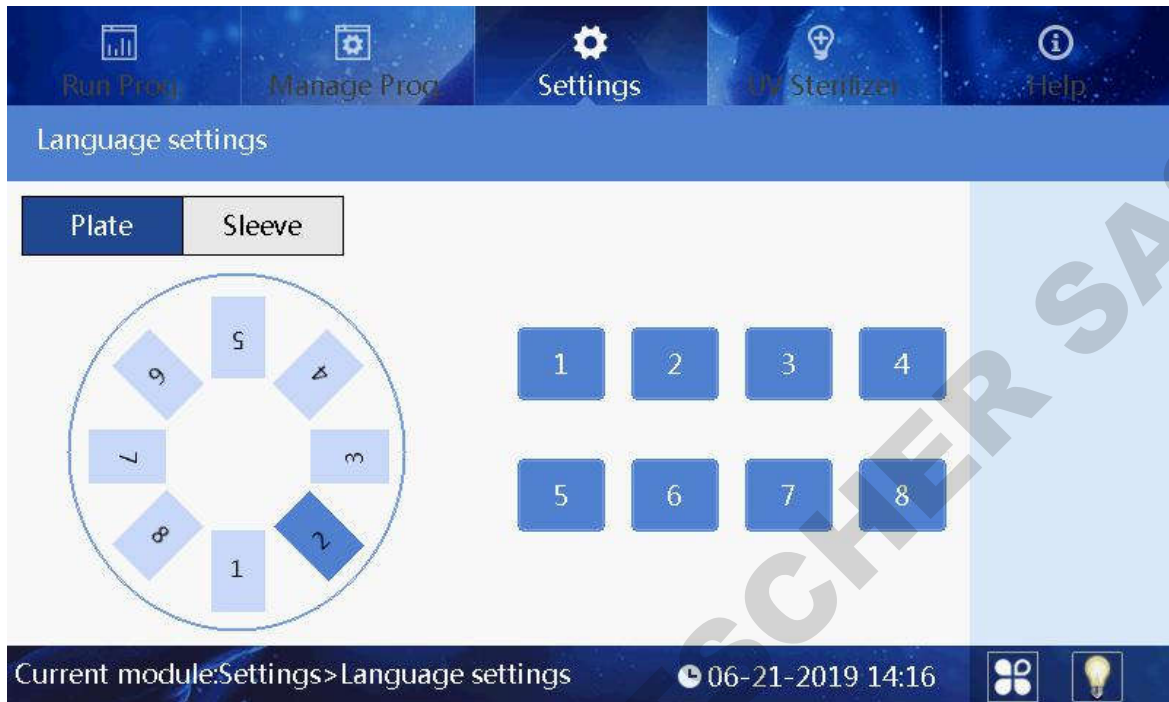 Run Prog. Manage Prog. Settings UV Sterilizer Help
Language settings
Plate Sleeve
5
6 4
7 3
8 2
1
1 2 3 4
5 6 7 8
SCHER SA
Current module:Settings>Language settings 06-21-2019 14:16